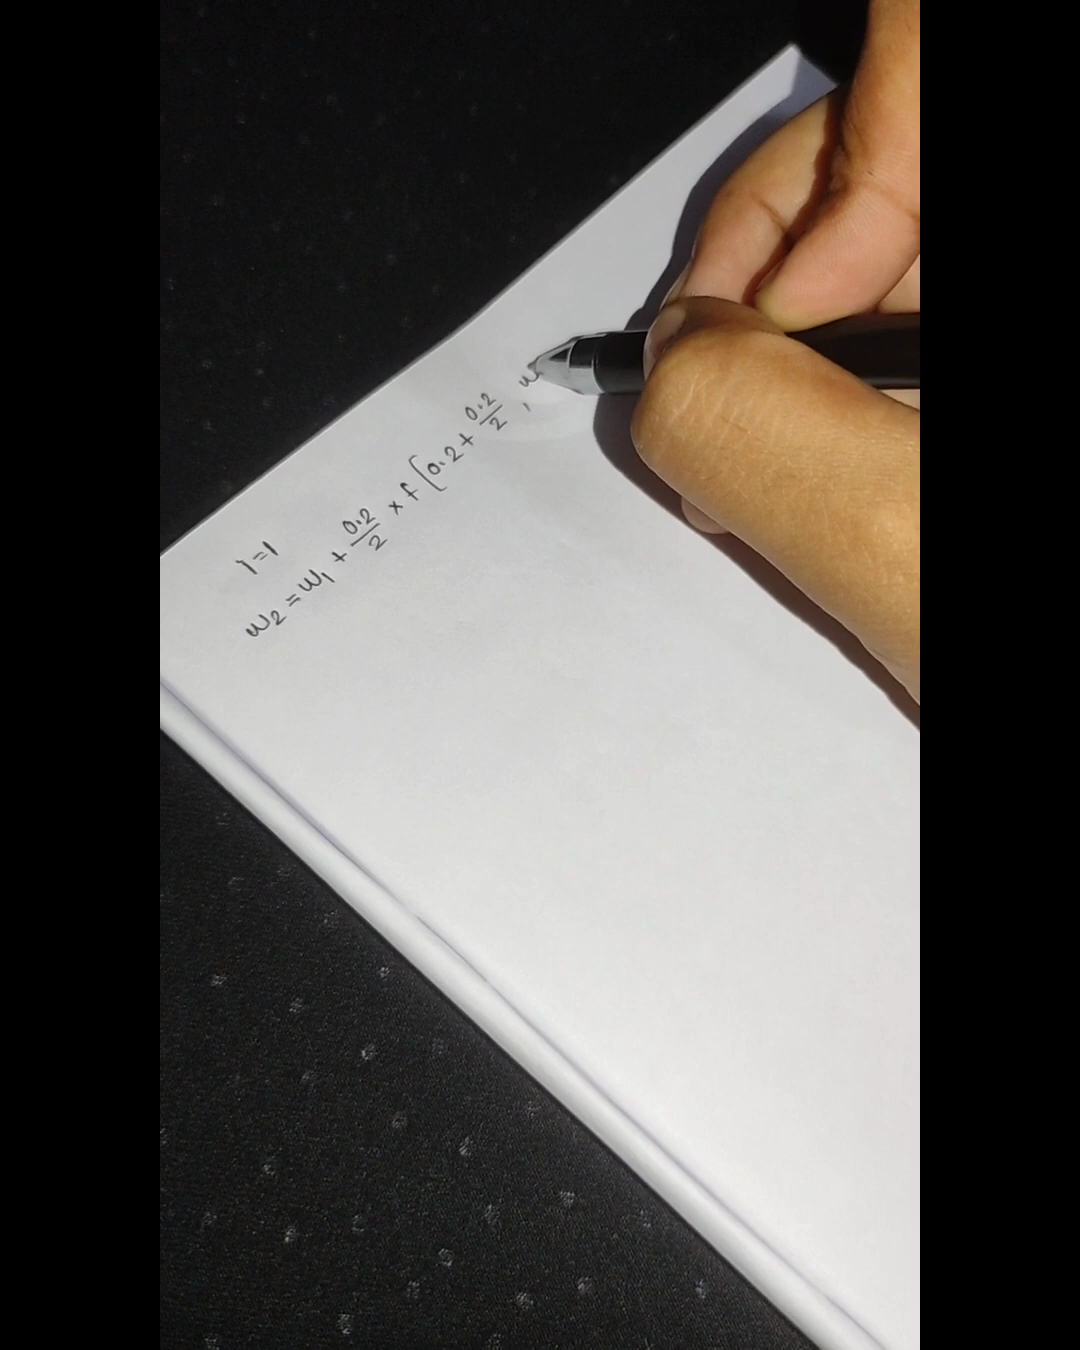 i=1
w₂ = w₁ + 0.2/2 × f [0.2 + 0.2/2 , w